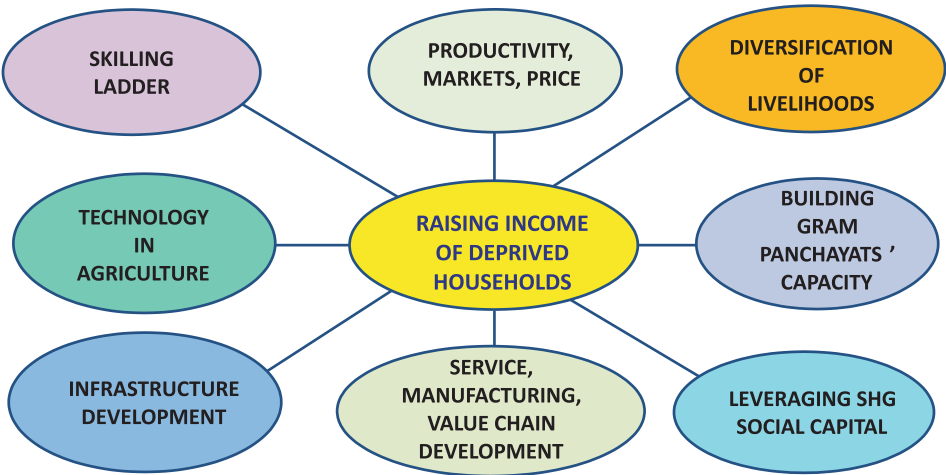 SKILLING
LADDER
PRODUCTIVITY,
MARKETS, PRICE
DIVERSIFICATION
OF
LIVELIHOODS
TECHNOLOGY
IN
AGRICULTURE
RAISING INCOME
OF DEPRIVED
HOUSEHOLDS
BUILDING
GRAM
PANCHAYATS ’
CAPACITY
INFRASTRUCTURE
DEVELOPMENT
SERVICE,
MANUFACTURING,
VALUE CHAIN
DEVELOPMENT
LEVERAGING SHG
SOCIAL CAPITAL